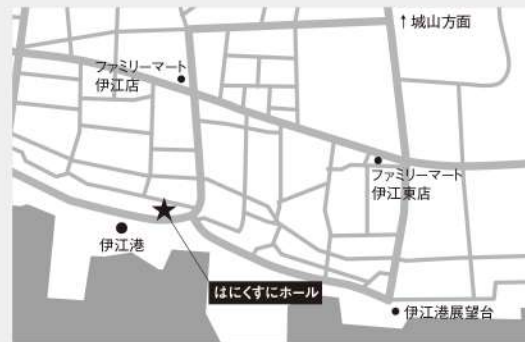 ↑城山方面
ファミリーマート
伊江店
ファミリーマート
伊江東店
伊江港
はにくすにホール
伊江港展望台